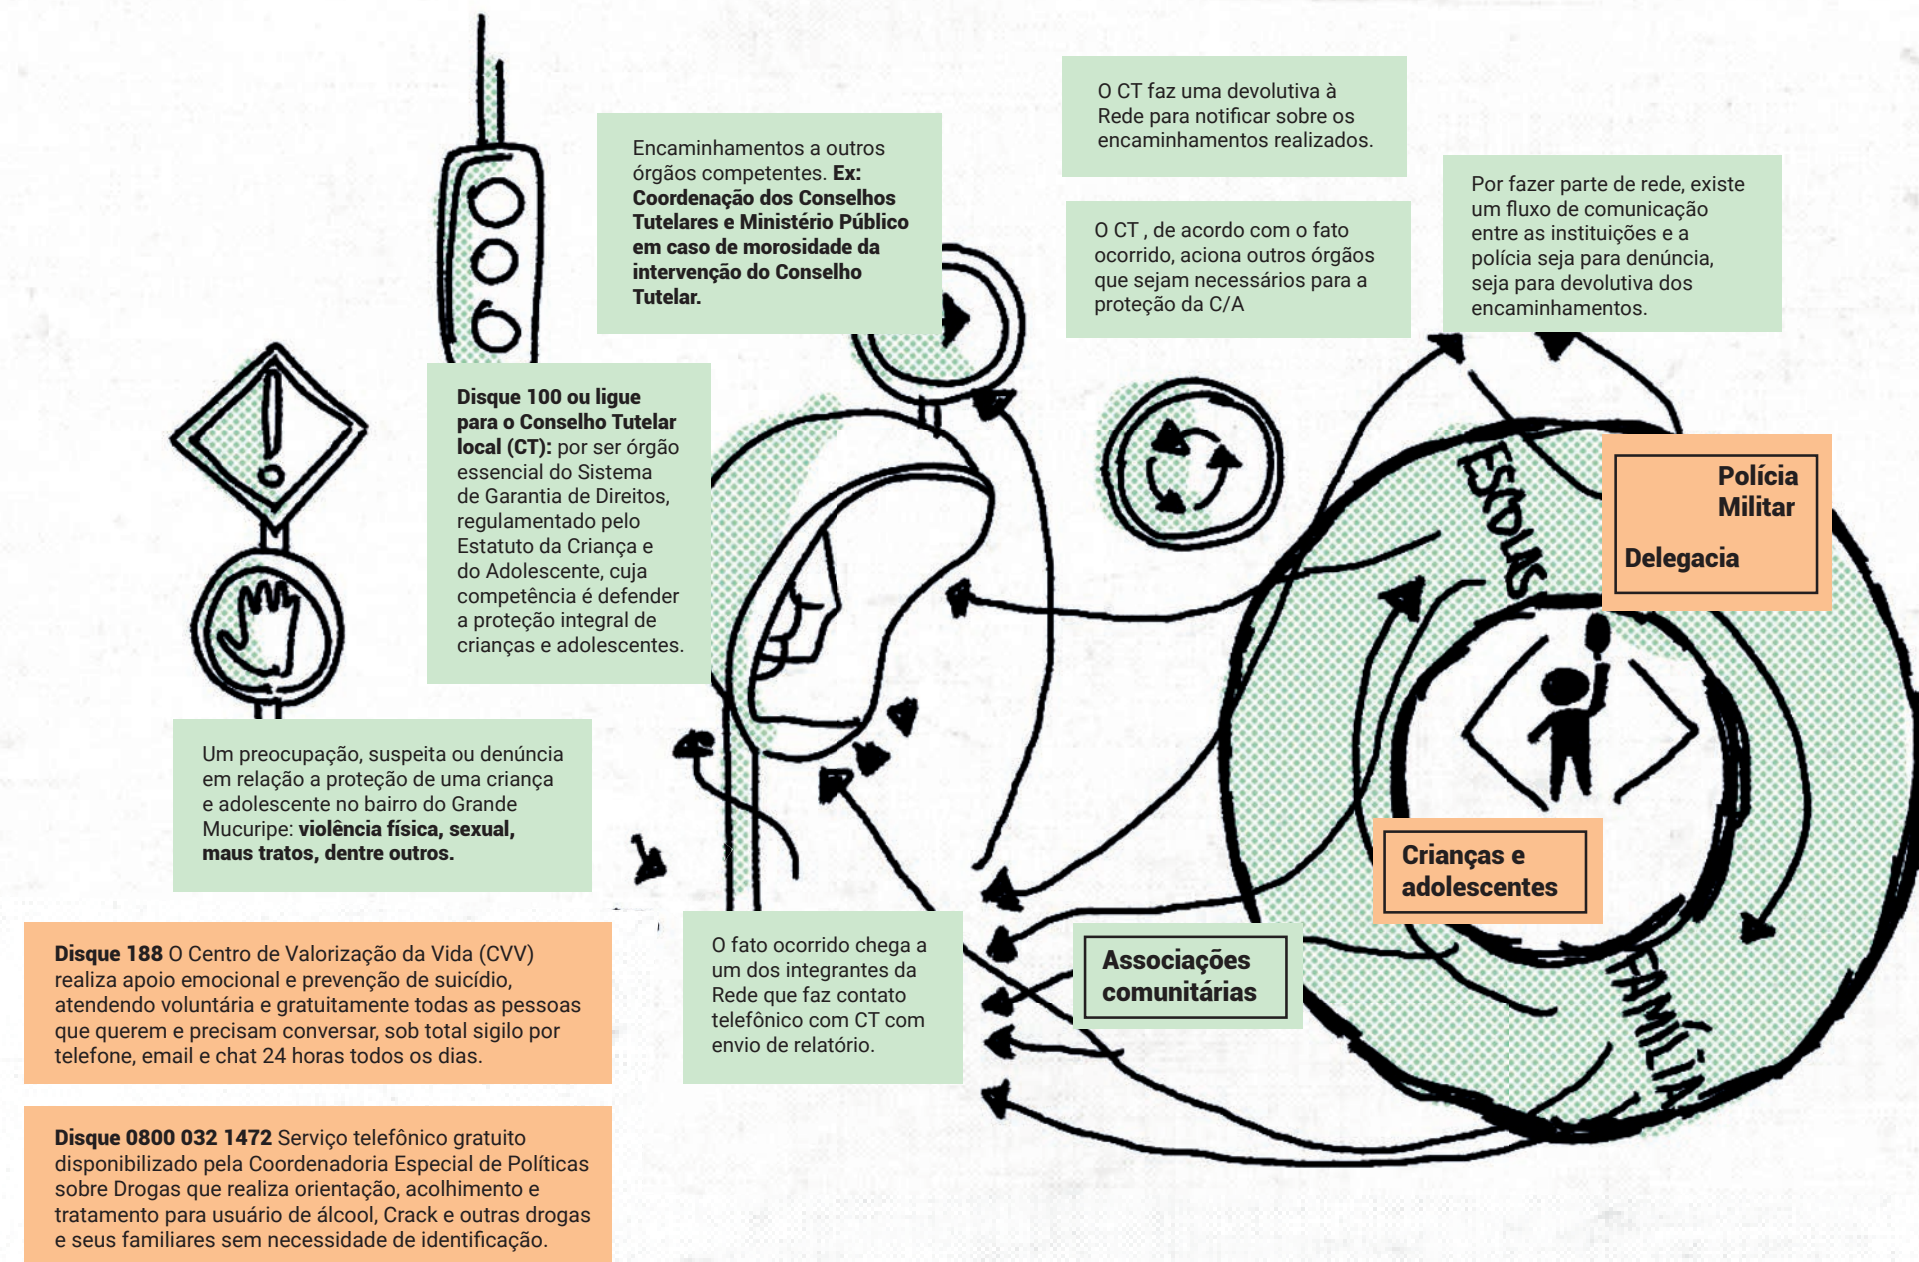 O CT faz uma devolutiva à
Rede para notificar sobre os
encaminhamentos realizados.
Encaminhamentos a outros
órgãos competentes. Ex:
Coordenação dos Conselhos
Tutelares e Ministério Público
em caso de morosidade da
intervenção do Conselho
Tutelar.
Por fazer parte de rede, existe
um fluxo de comunicação
entre as instituições e a
polícia seja para denúncia,
seja para devolutiva dos
encaminhamentos.
O CT , de acordo com o fato
ocorrido, aciona outros órgãos
que sejam necessários para a
proteção da C/A
Disque 100 ou ligue
para o Conselho Tutelar
local (CT): por ser órgão
essencial do Sistema
de Garantia de Direitos,
regulamentado pelo
Estatuto da Criança e
do Adolescente, cuja
competência é defender
a proteção integral de
crianças e adolescentes.
ESCOLAS
Polícia
Militar
Delegacia
Um preocupação, suspeita ou denúncia
em relação a proteção de uma criança
e adolescente no bairro do Grande
Mucuripe: violência física, sexual,
maus tratos, dentre outros.
Crianças e
adolescentes
Disque 188 O Centro de Valorização da Vida (CVV)
realiza apoio emocional e prevenção de suicídio,
atendendo voluntária e gratuitamente todas as pessoas
que querem e precisam conversar, sob total sigilo por
telefone, email e chat 24 horas todos os dias.
O fato ocorrido chega a
um dos integrantes da
Rede que faz contato
telefônico com CT com
envio de relatório.
Associações
comunitárias
FAMÍLIA
Disque 0800 032 1472 Serviço telefônico gratuito
disponibilizado pela Coordenadoria Especial de Políticas
sobre Drogas que realiza orientação, acolhimento e
tratamento para usuário de álcool, Crack e outras drogas
e seus familiares sem necessidade de identificação.